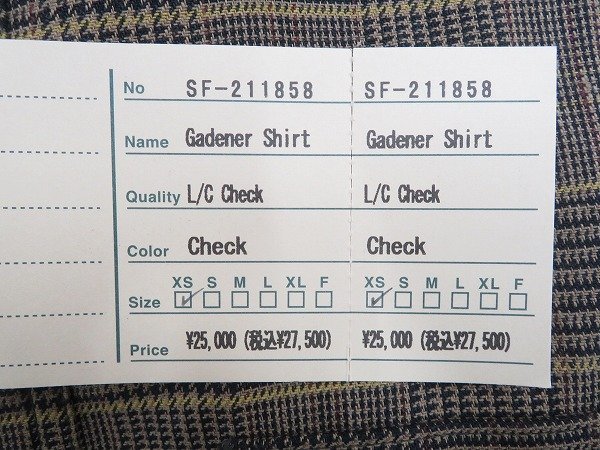 No SF-211858 SF-211858
Name Gadener Shirt Gadener Shirt
Quality L/C Check L/C Check
Color Check Check
XS S M L XL F XS S M L XL F
Size
Price ¥25,000 (税込¥27,500) ¥25,000 (税込¥27,500)